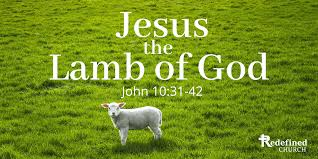 Jesus
the
Lamb of God
John 10:31-42
Redefined
CHURCH